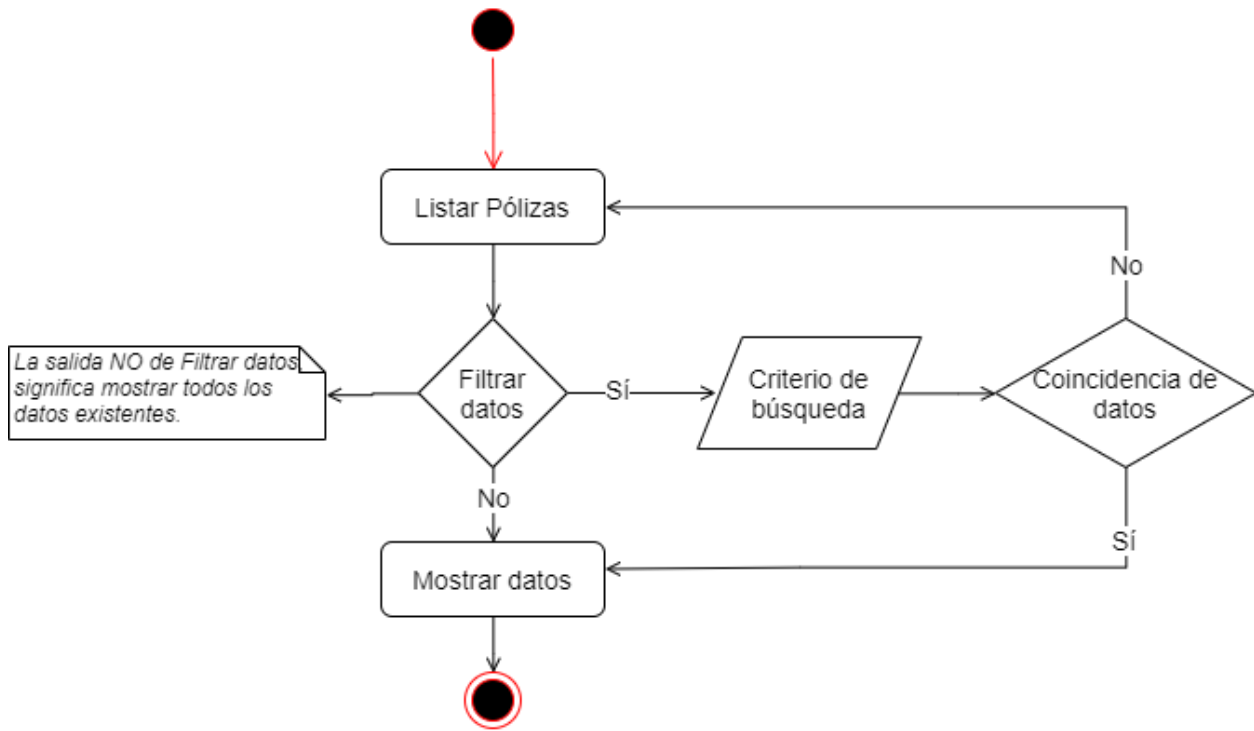 Listar Pólizas
No
La salida NO de Filtrar datos
significa mostrar todos los
datos existentes.
Filtrar
datos
Sí
Criterio de
búsqueda
Coincidencia de
datos
No
Sí
Mostrar datos